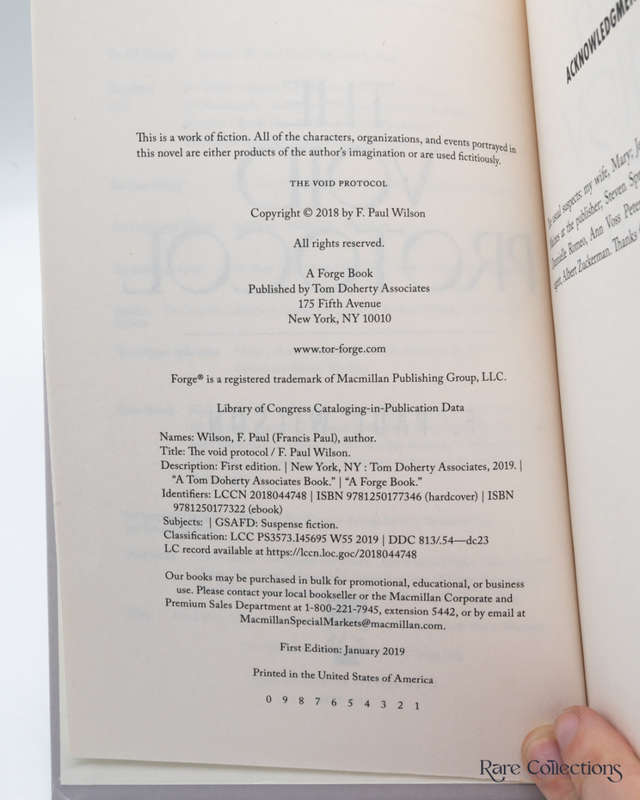 This is a work of fiction. All of the characters, organizations, and events portrayed in
this novel are either products of the author's imagination or are used fictitiously.
THE VOID PROTOCOL
Copyright © 2018 by F. Paul Wilson
All rights reserved.
A Forge Book
Published by Tom Doherty Associates
175 Fifth Avenue
New York, NY 10010
www.tor-forge.com
Forge® is a registered trademark of Macmillan Publishing Group, LLC.
Library of Congress Cataloging-in-Publication Data
Names: Wilson, F. Paul (Francis Paul), author.
Title: The void protocol / F. Paul Wilson.
Description: First edition. | New York, NY : Tom Doherty Associates, 2019. |
"A Tom Doherty Associates Book." | "A Forge Book."
Identifiers: LCCN 2018044748 | ISBN 9781250177346 (hardcover) | ISBN
9781250177322 (ebook)
Subjects: | GSAFD: Suspense fiction.
Classification: LCC PS3573.I45695 W55 2019 | DDC 813/.54—dc23
LC record available at https://lccn.loc.gov/2018044748
Our books may be purchased in bulk for promotional, educational, or business
use. Please contact your local bookseller or the Macmillan Corporate and
Premium Sales Department at 1-800-221-7945, extension 5442, or by email at
MacmillanSpecialMarkets@macmillan.com.
First Edition: January 2019
Printed in the United States of America
0 9 8 7 6 5 4 3 2 1
usual suspects: my wife, Mary;
at the publisher; Steven
Romeo, Ann Voss
Albert Zuckerman. Thanks
Rare Collections